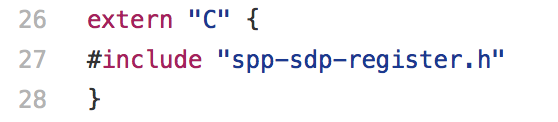 26 extern "C" {
27 #include "spp-sdp-register.h"
28 }